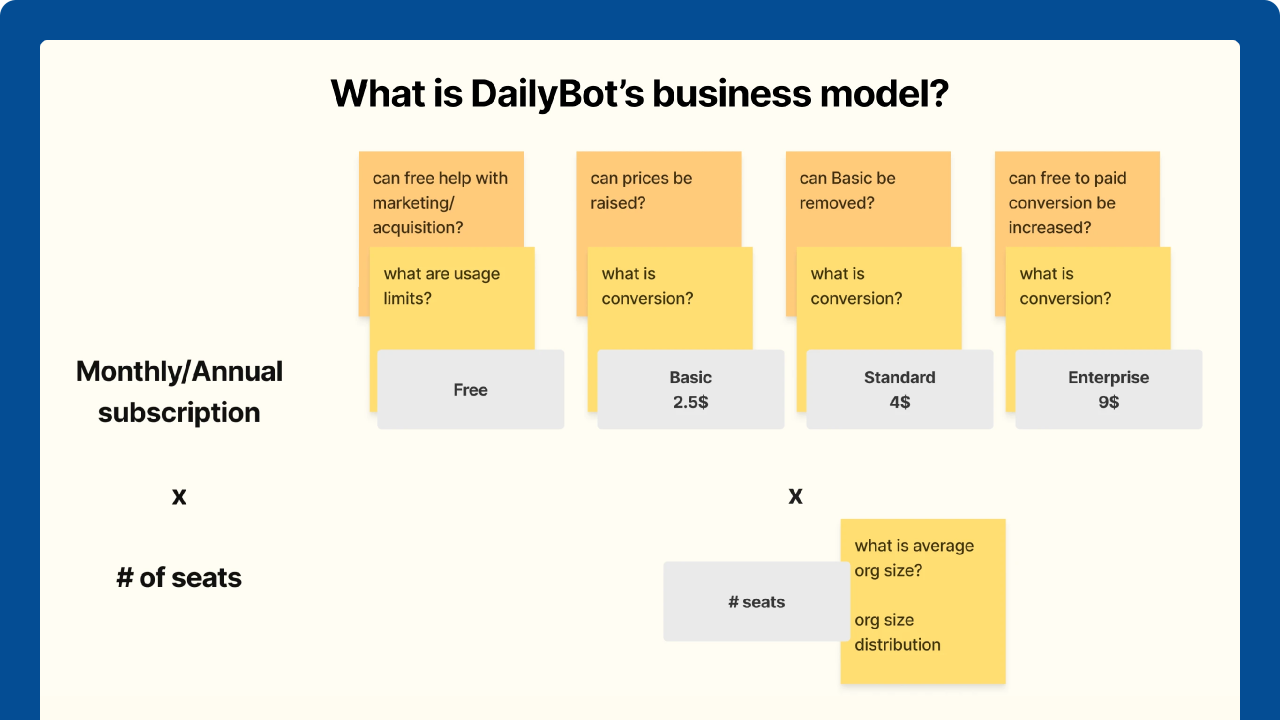 What is DailyBot’s business model?
can free help with
marketing/
acquisition?
can prices be
raised?
can Basic be
removed?
can free to paid
conversion be
increased?
what are usage
limits?
what is
conversion?
what is
conversion?
what is
conversion?
Monthly/Annual
subscription
Free
Basic
2.5$
Standard
4$
Enterprise
9$
x
x
# of seats
# seats
what is average
org size?
org size
distribution